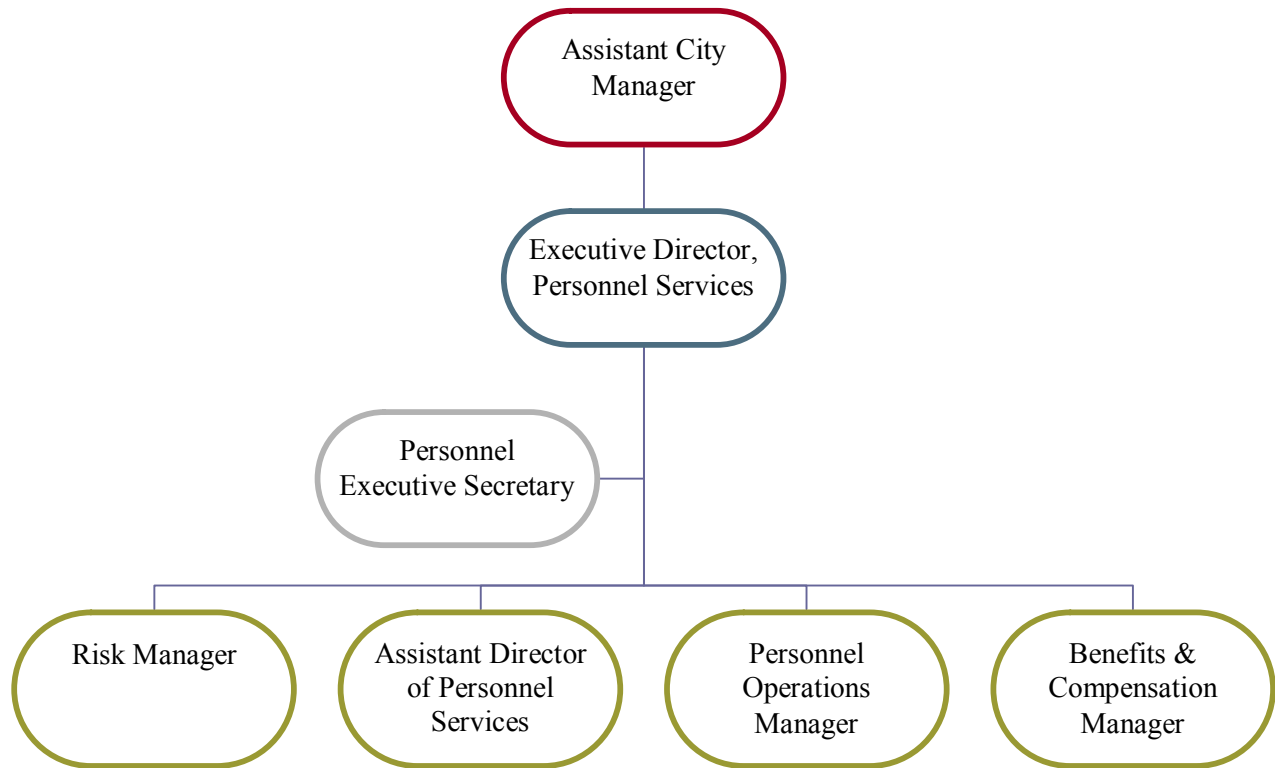 Assistant City
Manager
Executive Director,
Personnel Services
Personnel
Executive Secretary
Risk Manager
Assistant Director
of Personnel
Services
Personnel
Operations
Manager
Benefits &
Compensation
Manager